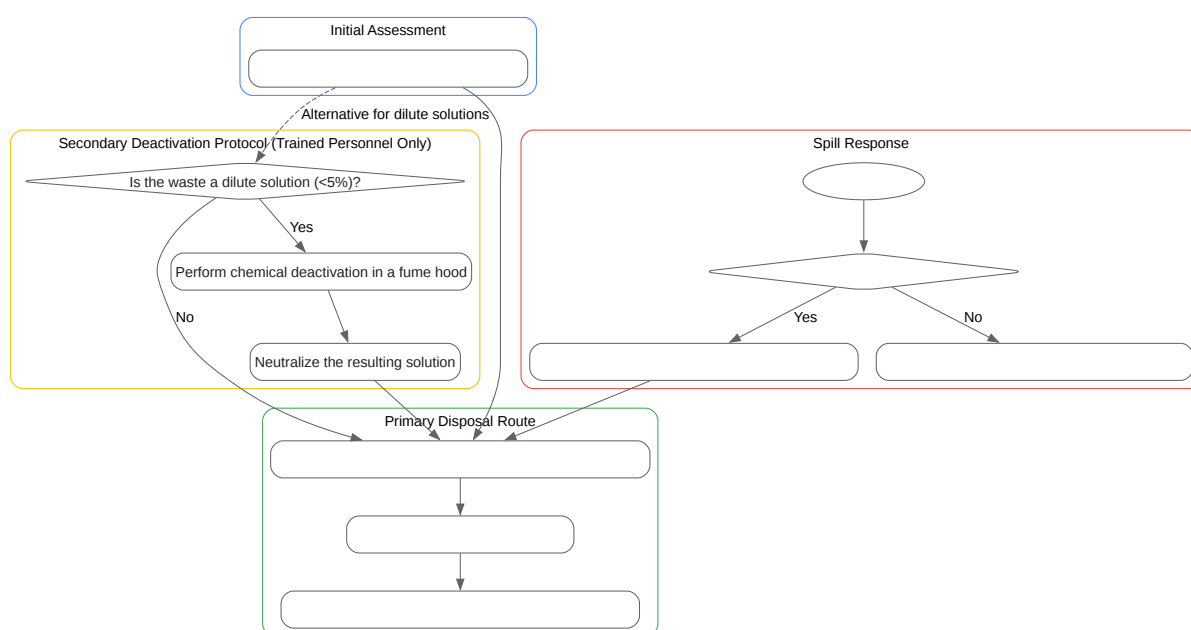 Initial Assessment
Alternative for dilute solutions
Secondary Deactivation Protocol (Trained Personnel Only)
Is the waste a dilute solution (<5%)?
Yes
Perform chemical deactivation in a fume hood
No
Neutralize the resulting solution
Spill Response
Yes
No
Primary Disposal Route